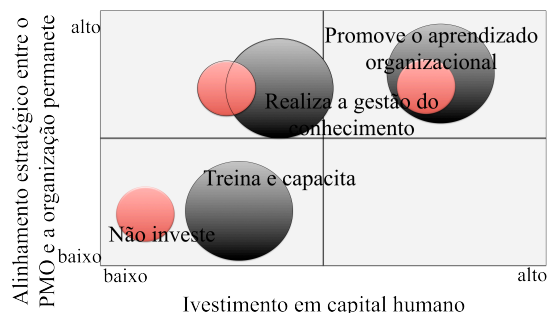 Alinhamento estratégico entre o
PMO e a organização permanete
alto
Promove o aprendizado
organizacional
Realiza a gestão do
conhecimento
Treina e capacita
Não investe
baixo
baixo
alto
Ivestimento em capital humano